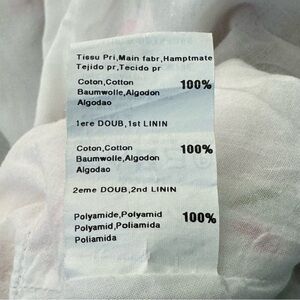 Tissu Pri,Main fabr,Hamptmate
Tejido pr,Tecido pr
Coton,Cotton 100%
Baumwolle,Algodon
Algodao
1ere DOUB,1st LININ
Coton,Cotton 100%
Baumwolle,Algodon
Algodao
2eme DOUB,2nd LININ
Polyamide,Polyamid 100%
Polyamid,Poliamida
Poliamida